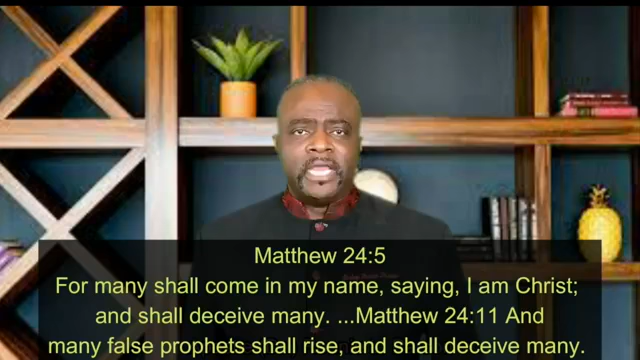 Matthew 24:5
For many shall come in my name, saying, I am Christ;
and shall deceive many. ...Matthew 24:11 And
many false prophets shall rise, and shall deceive many.